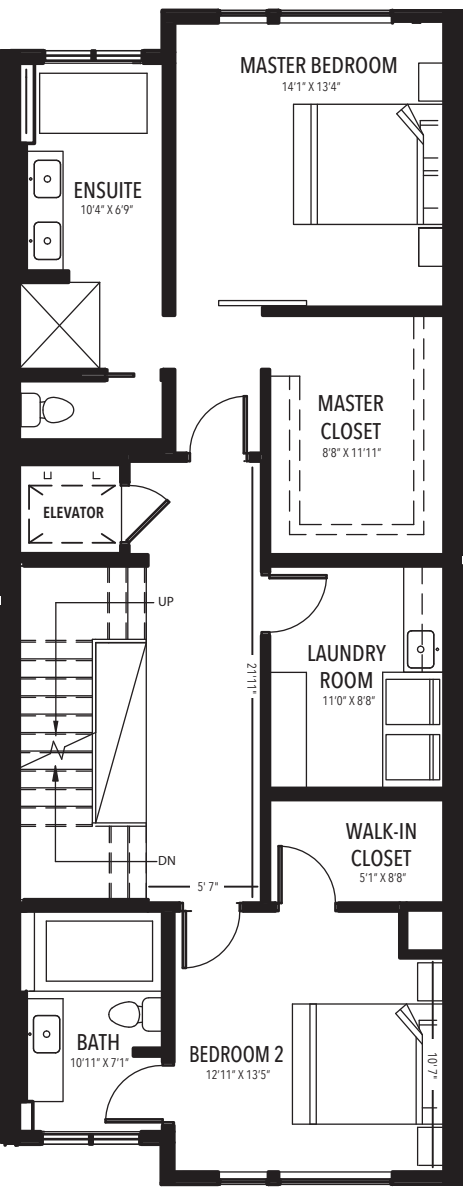 MASTER BEDROOM
14'1" X 13'4"
ENSUITE
10'4" X 6'9"
MASTER
CLOSET
8'8" X 11'11"
ELEVATOR
UP
LAUNDRY
ROOM
11'0" X 8'8"
21'11"
WALK-IN
CLOSET
5'1" X 8'8"
DN
5' 7"
BATH
10'11" X 7'1"
BEDROOM 2
12'11" X 13'5"
10' 7"